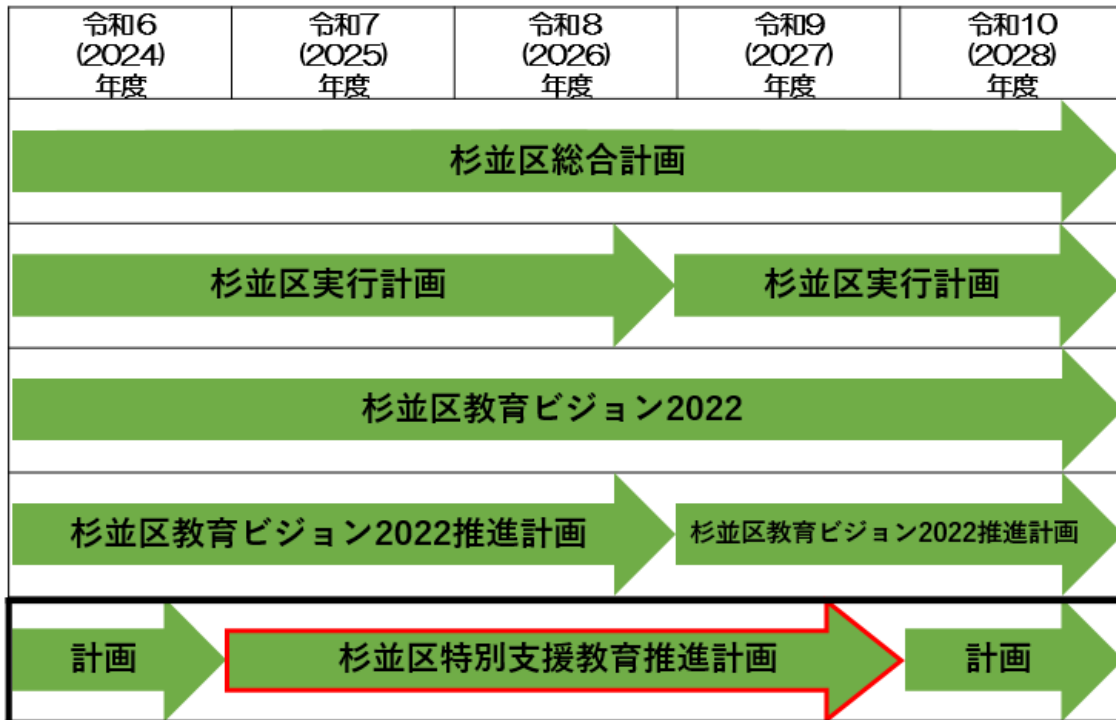 令和6
(2024)
年度
令和7
(2025)
年度
令和8
(2026)
年度
令和9
(2027)
年度
令和10
(2028)
年度
杉並区総合計画
杉並区実行計画
杉並区実行計画
杉並区教育ビジョン2022
杉並区教育ビジョン2022推進計画
杉並区教育ビジョン2022推進計画
計画
杉並区特別支援教育推進計画
計画